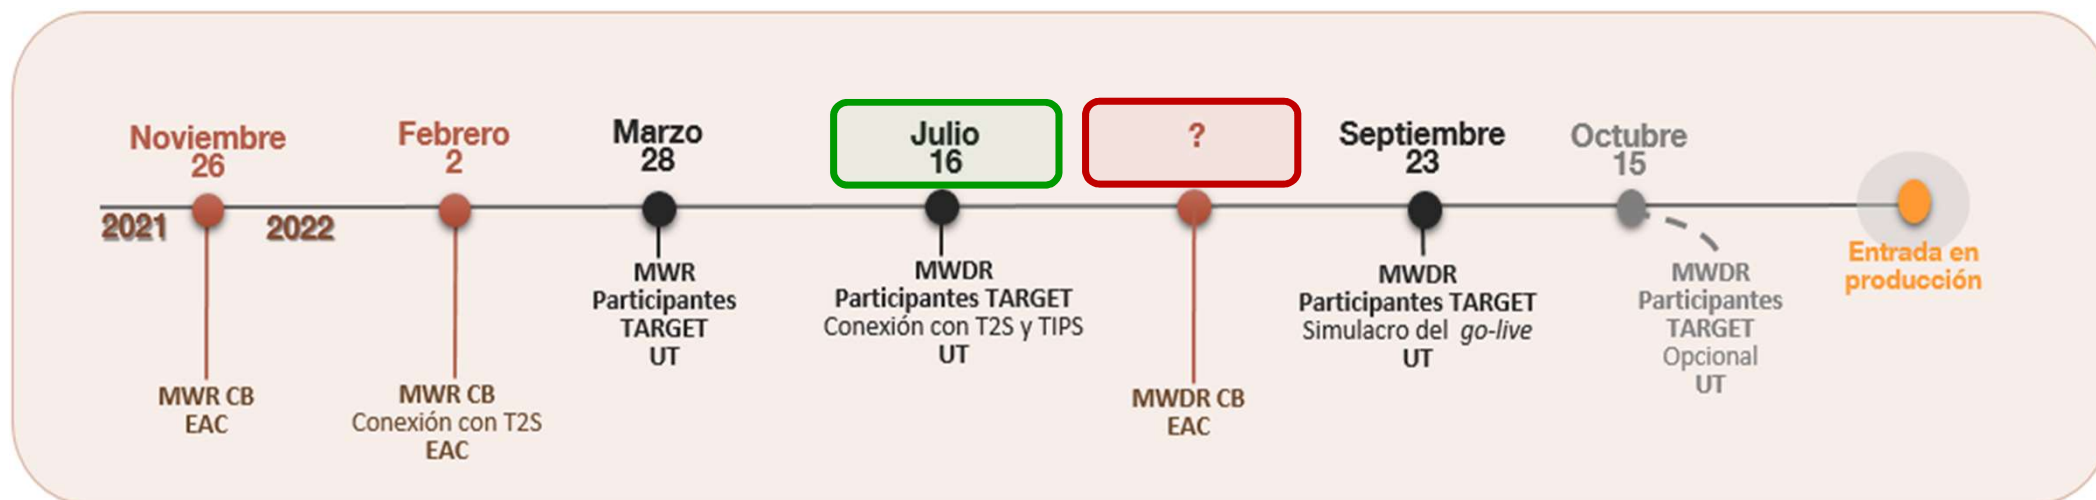 Noviembre
26
Febrero
2
Marzo
28
Julio
16
?
Septiembre
23
Octubre
15
2021
2022
MWR CB
EAC
MWR CB
Conexión con T2S
EAC
MWR
Participantes
TARGET
UT
MWDR
Participantes TARGET
Conexión con T2S y TIPS
UT
MWDR CB
EAC
MWDR
Participantes TARGET
Simulacro del go-live
UT
MWDR
Participantes
TARGET
Opcional
UT
Entrada en
producción